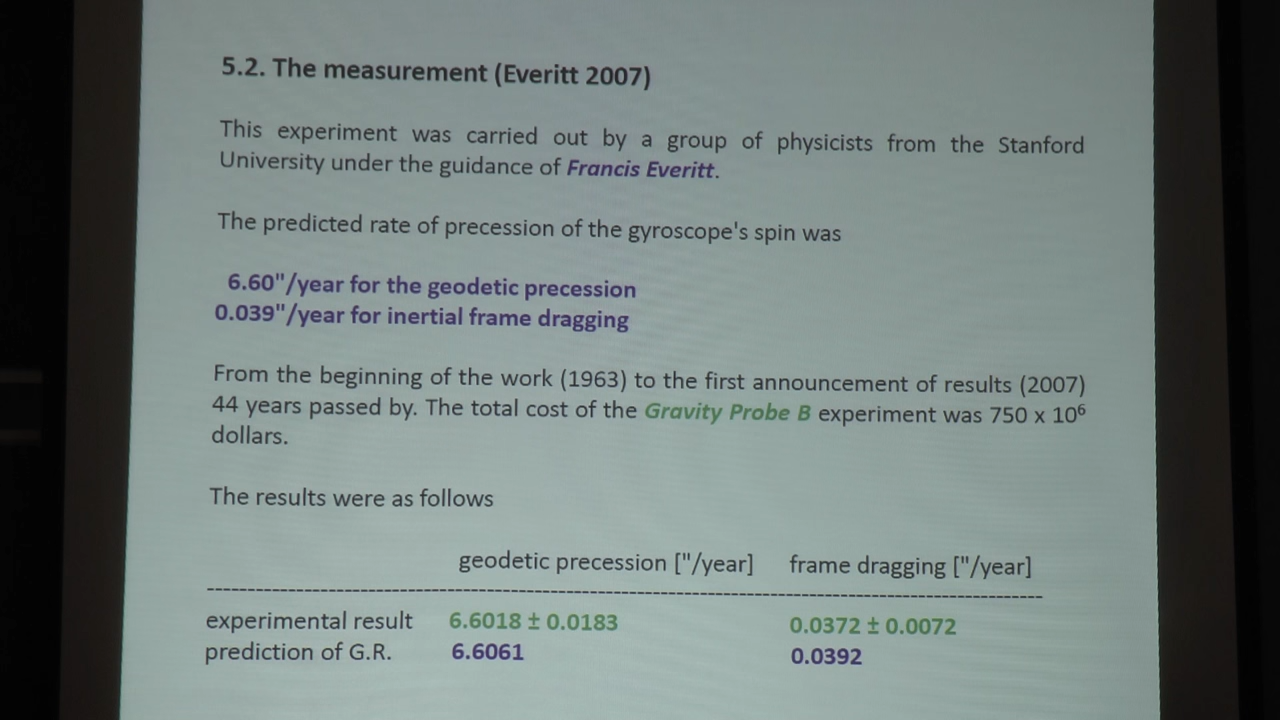 5.2. The measurement (Everitt 2007)
This experiment was carried out by a group of physicists from the Stanford
University under the guidance of Francis Everitt.
The predicted rate of precession of the gyroscope's spin was
6.60"/year for the geodetic precession
0.039"/year for inertial frame dragging
From the beginning of the work (1963) to the first announcement of results (2007)
44 years passed by. The total cost of the Gravity Probe B experiment was 750 x 10⁶
dollars.
The results were as follows
geodetic precession ["/year] frame dragging ["/year]
experimental result 6.6018 ± 0.0183 0.0372 ± 0.0072
prediction of G.R. 6.6061 0.0392